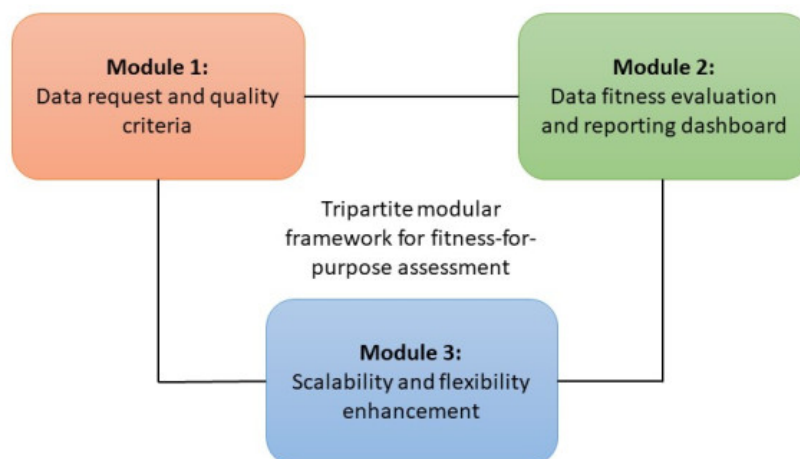 Module 1:
Data request and quality
criteria
Module 2:
Data fitness evaluation
and reporting dashboard
Tripartite modular
framework for fitness-for-
purpose assessment
Module 3:
Scalability and flexibility
enhancement